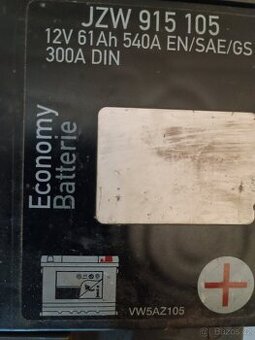 JZW 915 105
12V 61Ah 540A EN/SAE/GS
300A DIN
Economy
Batterie
VW5AZ105